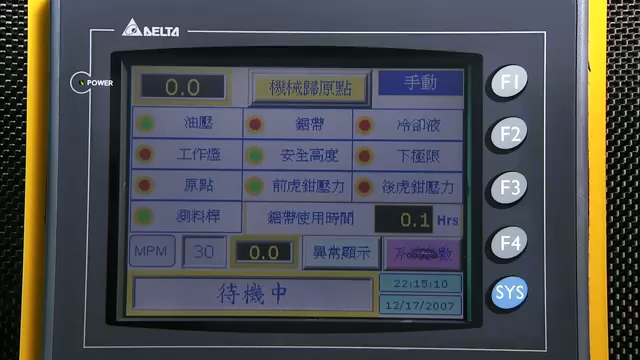 DELTA
POWER
0.0 機械歸原點 手動
油壓 鋸帶 冷卻液
工作燈 安全高度 下極限
原點 前虎鉗壓力 後虎鉗壓力
測料桿 鋸帶使用時間 0.1 Hrs
MPM 30 0.0 異常顯示
待機中
22:15:10
12/17/2007
F1
F2
F3
F4
SYS